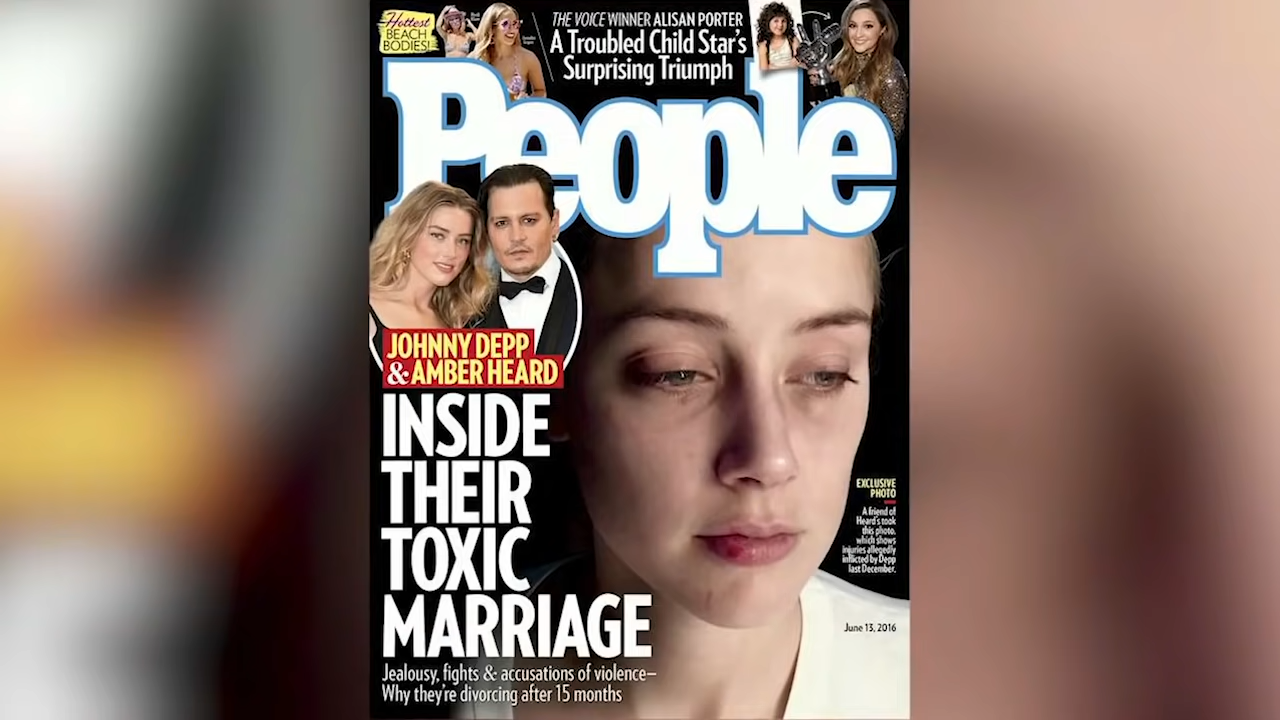 Hottest
BEACH
BODIES!
THE VOICE WINNER ALISAN PORTER
A Troubled Child Star's
Surprising Triumph
People
JOHNNY DEPP
& AMBER HEARD
INSIDE
THEIR
TOXIC
MARRIAGE
Jealousy, fights & accusations of violence–
Why they're divorcing after 15 months
EXCLUSIVE
PHOTO
A friend of
Heard's took
this photo,
which shows
injuries allegedly
inflicted by Depp
last December.
June 13, 2016